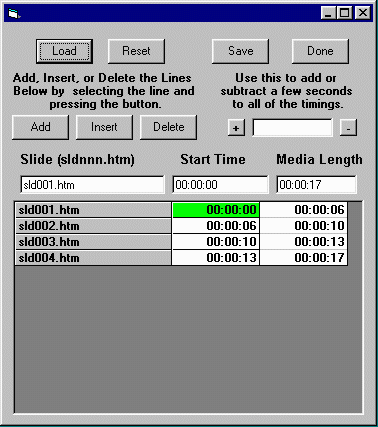 Load Reset Save Done
Add, Insert, or Delete the Lines
Below by selecting the line and
pressing the button.
Use this to add or
subtract a few seconds
to all of the timings.
Add Insert Delete + -
Slide (sldnnn.htm) Start Time Media Length
sld001.htm 00:00:00 00:00:17
sld001.htm 00:00:00 00:00:06
sld002.htm 00:00:06 00:00:10
sld003.htm 00:00:10 00:00:13
sld004.htm 00:00:13 00:00:17